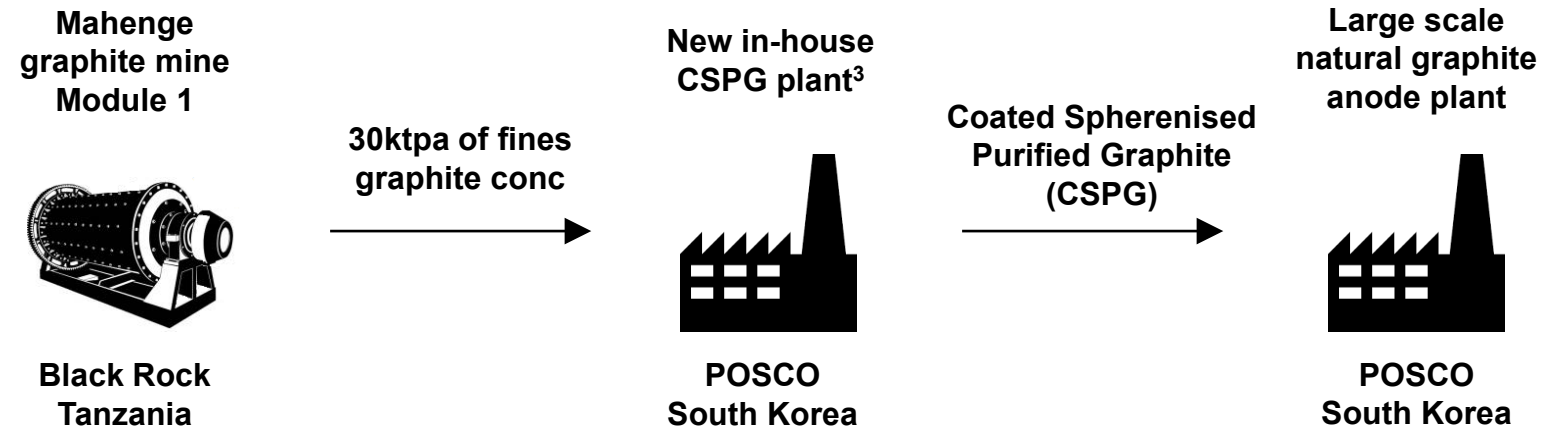 Mahenge
graphite mine
Module 1
30ktpa of fines
graphite conc
New in-house
CSPG plant³
Coated Spherenised
Purified Graphite
(CSPG)
Large scale
natural graphite
anode plant
Black Rock
Tanzania
POSCO
South Korea
POSCO
South Korea